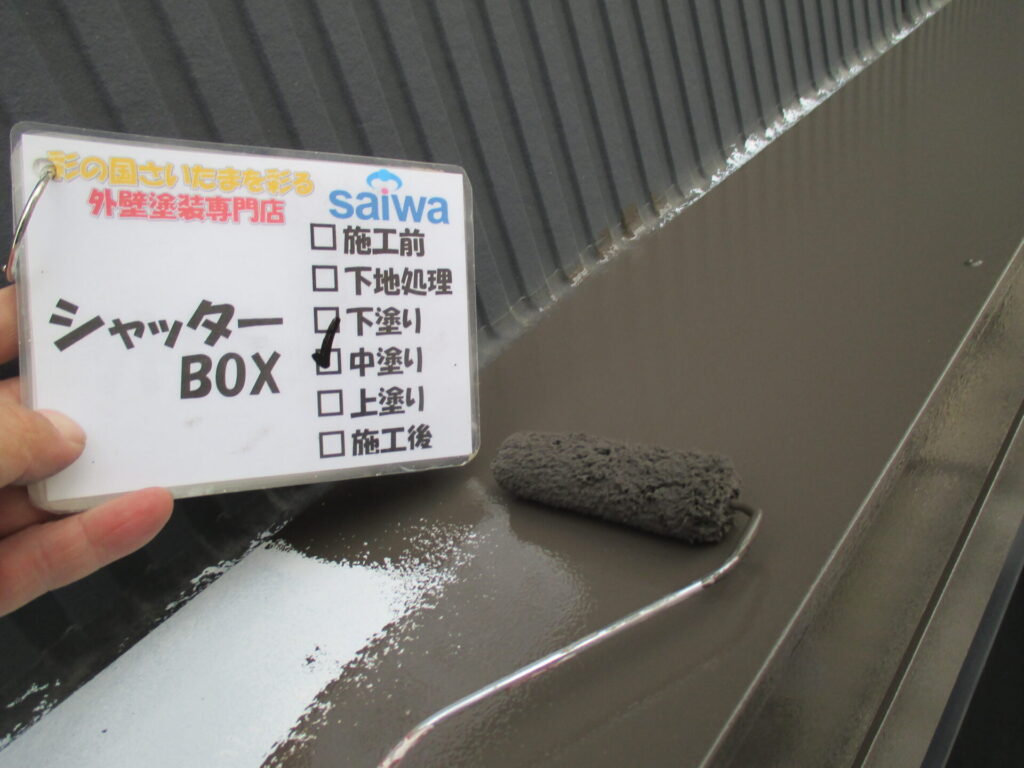 彩の国さいたまを彩る
外壁塗装専門店
saiwa
シャッター
BOX
□施工前
□下地処理
□下塗り
☑中塗り
□上塗り
□施工後